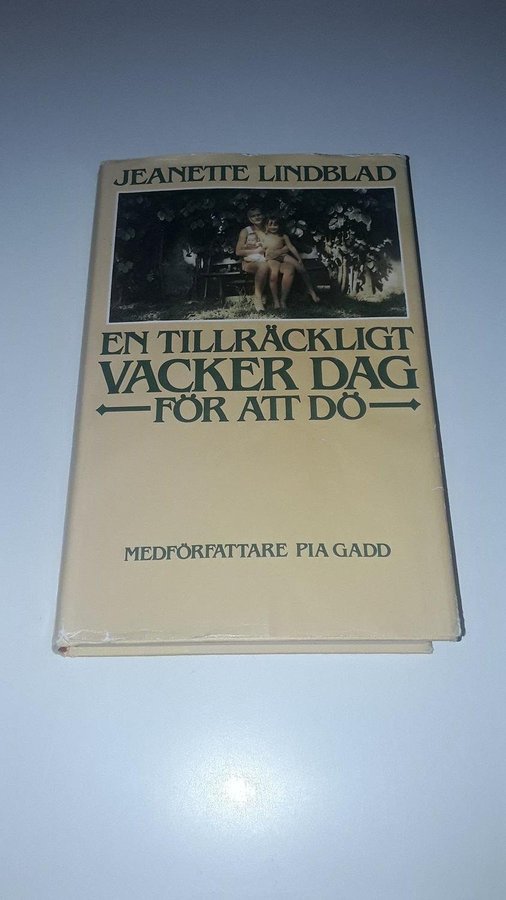 JEANETTE LINDBLAD
EN TILLRÄCKLIGT
VACKER DAG
FÖR ATT DÖ
MEDFÖRFATTARE PIA GADD